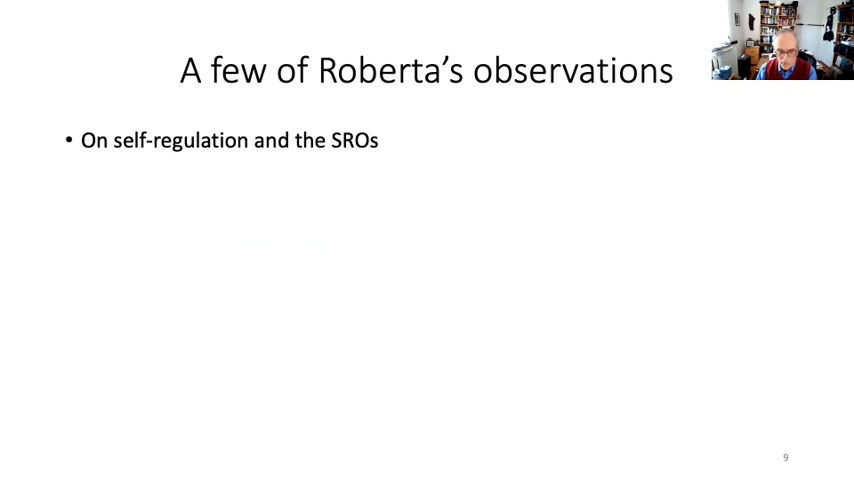 A few of Roberta's observations
• On self-regulation and the SROs
9